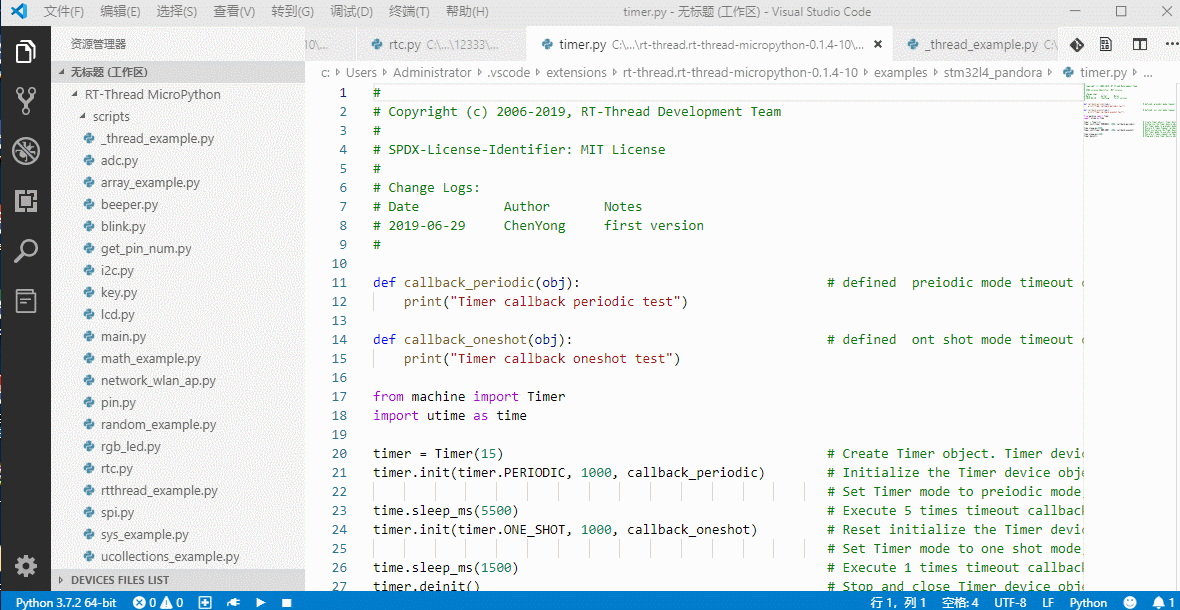 文件(F) 编辑(E) 选择(S) 查看(V) 转到(G) 调试(D) 终端(T) 帮助(H) timer.py - 无标题 (工作区) - Visual Studio Code
资源管理器
10\... rtc.py C:\...\12333\... timer.py C:\...\rt-thread.rt-thread-micropython-0.1.4-10\... _thread_example.py C:\
c: Users Administrator .vscode extensions rt-thread.rt-thread-micropython-0.1.4-10 examples stm32l4_pandora timer.py ...
无标题 (工作区)
RT-Thread MicroPython
scripts
_thread_example.py
adc.py
array_example.py
beeper.py
blink.py
get_pin_num.py
i2c.py
key.py
lcd.py
main.py
math_example.py
network_wlan_ap.py
pin.py
random_example.py
rgb_led.py
rtc.py
rtthread_example.py
spi.py
sys_example.py
ucollections_example.py
DEVICES FILES LIST
1 #
2 # Copyright (c) 2006-2019, RT-Thread Development Team
3 #
4 # SPDX-License-Identifier: MIT License
5 #
6 # Change Logs:
7 # Date Author Notes
8 # 2019-06-29 ChenYong first version
9 #
10
11 def callback_periodic(obj): # defined preiodic mode timeout c
12 print("Timer callback periodic test")
13
14 def callback_oneshot(obj): # defined ont shot mode timeout c
15 print("Timer callback oneshot test")
16
17 from machine import Timer
18 import utime as time
19
20 timer = Timer(15) # Create Timer object. Timer devic
21 timer.init(timer.PERIODIC, 1000, callback_periodic) # Initialize the Timer device obje
22 # Set Timer mode to preiodic mode,
23 time.sleep_ms(5500) # Execute 5 times timeout callback
24 timer.init(timer.ONE_SHOT, 1000, callback_oneshot) # Reset initialize the Timer devic
25 # Set Timer mode to one shot mode,
26 time.sleep_ms(1500) # Execute 1 times timeout callback
27 timer.deinit() # Stop and close Timer device obje
Python 3.7.2 64-bit 0 0 行 1，列 1 空格: 4 UTF-8 LF Python 1